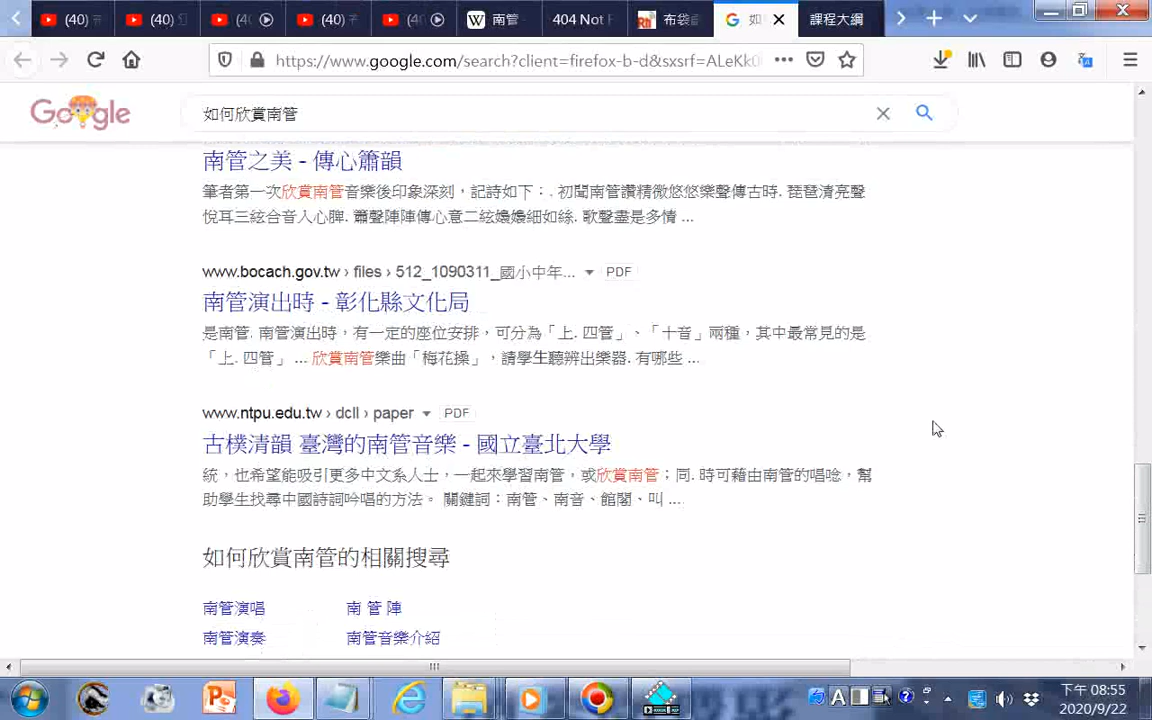 (40)
(40)
(40)
(40)
(40)
南管
404 Not F
布袋
如
課程大綱
https://www.google.com/search?client=firefox-b-d&sxsrf=ALeKk0
Google
如何欣賞南管
南管之美 - 傳心簫韻
筆者第一次欣賞南管音樂後印象深刻，記詩如下：. 初聞南管讚精微悠悠樂聲傳古時. 琵琶清亮聲
悅耳三絃合音入心脾. 簫聲陣陣傳心意二絃嬝嬝細如絲. 歌聲盡是多情 ...
www.bocach.gov.tw › files › 512_1090311_國小中年... PDF
南管演出時 - 彰化縣文化局
是南管. 南管演出時，有一定的座位安排，可分為「上. 四管」、「十音」兩種，其中最常見的是
「上. 四管」 ... 欣賞南管樂曲「梅花操」，請學生聽辨出樂器. 有哪些 ...
www.ntpu.edu.tw › dcll › paper PDF
古樸清韻 臺灣的南管音樂 - 國立臺北大學
統，也希望能吸引更多中文系人士，一起來學習南管，或欣賞南管；同. 時可藉由南管的唱唸，幫
助學生找尋中國詩詞吟唱的方法。 關鍵詞：南管、南音、館閣、叫 ...
如何欣賞南管的相關搜尋
南管演唱
南 管 陣
南管演奏
南管音樂介紹
下午 08:55
2020/9/22